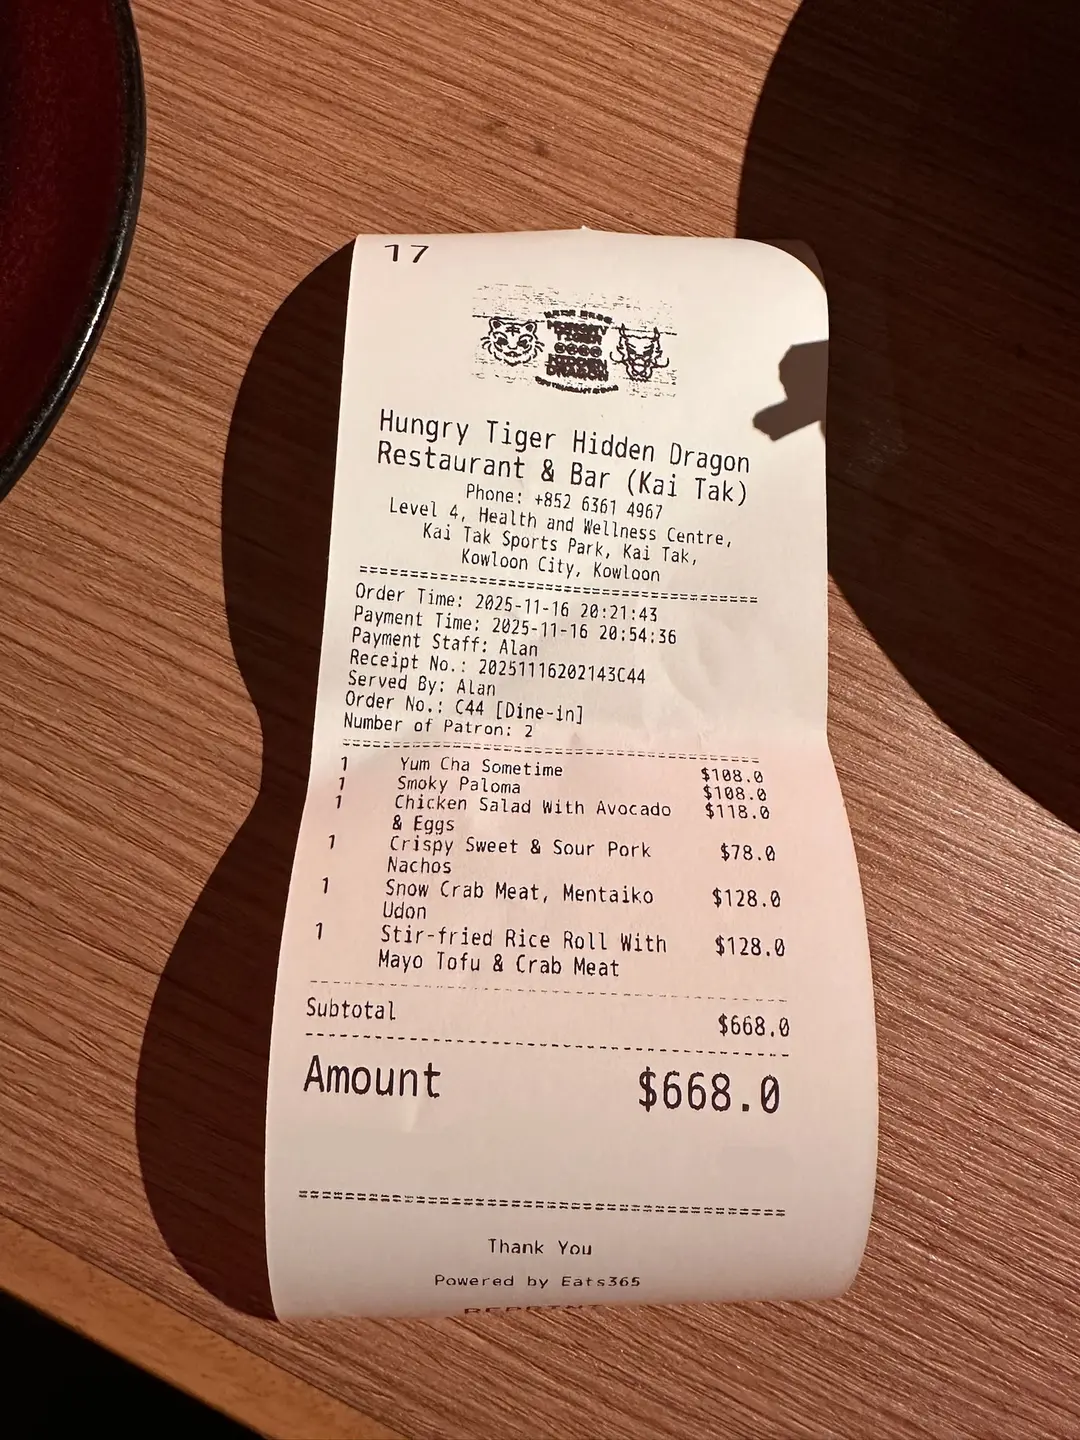 17
HUNGRY
TIGER
HIDDEN
DRAGON
Hungry Tiger Hidden Dragon
Restaurant & Bar (Kai Tak)
Phone: +852 6361 4967
Level 4, Health and Wellness Centre,
Kai Tak Sports Park, Kai Tak,
Kowloon City, Kowloon
Order Time: 2025-11-16 20:21:43
Payment Time: 2025-11-16 20:54:36
Payment Staff: Alan
Receipt No.: 20251116202143C44
Served By: Alan
Order No.: C44 [Dine-in]
Number of Patron: 2
1 Yum Cha Sometime $108.0
1 Smoky Paloma $108.0
1 Chicken Salad With Avocado $118.0
& Eggs
1 Crispy Sweet & Sour Pork $78.0
Nachos
1 Snow Crab Meat, Mentaiko $128.0
Udon
1 Stir-fried Rice Roll With $128.0
Mayo Tofu & Crab Meat
Subtotal $668.0
Amount $668.0
Thank You
Powered by Eats365